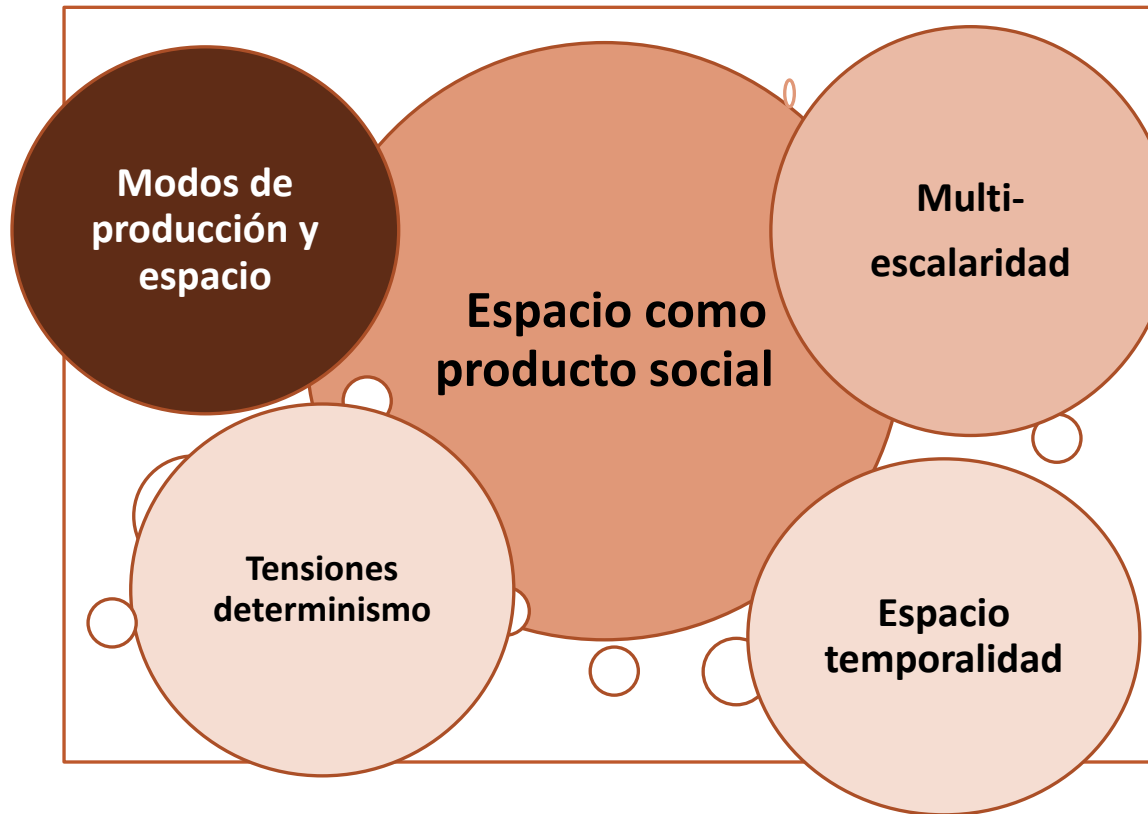 Modos de
producción y
espacio
Espacio como
producto social
Multi-
escalaridad
Tensiones
determinismo
Espacio
temporalidad